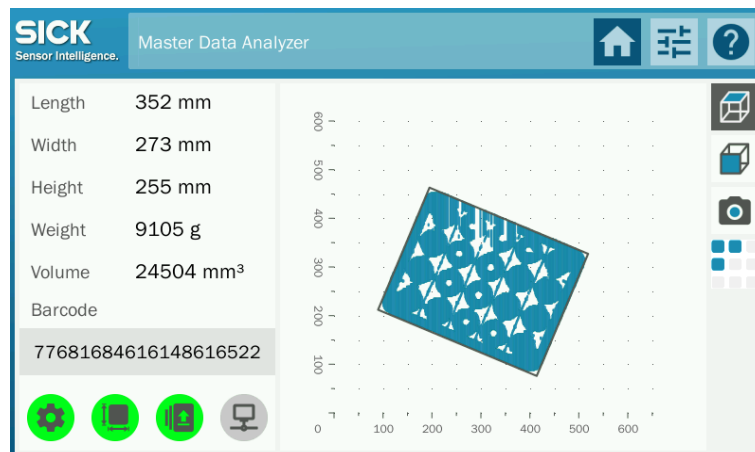 SICK
Sensor Intelligence.
Master Data Analyzer
?
Length 352 mm
Width 273 mm
Height 255 mm
Weight 9105 g
Volume 24504 mm³
Barcode
77681684616148616522
600
500
400
300
200
100
0 100 200 300 400 500 600